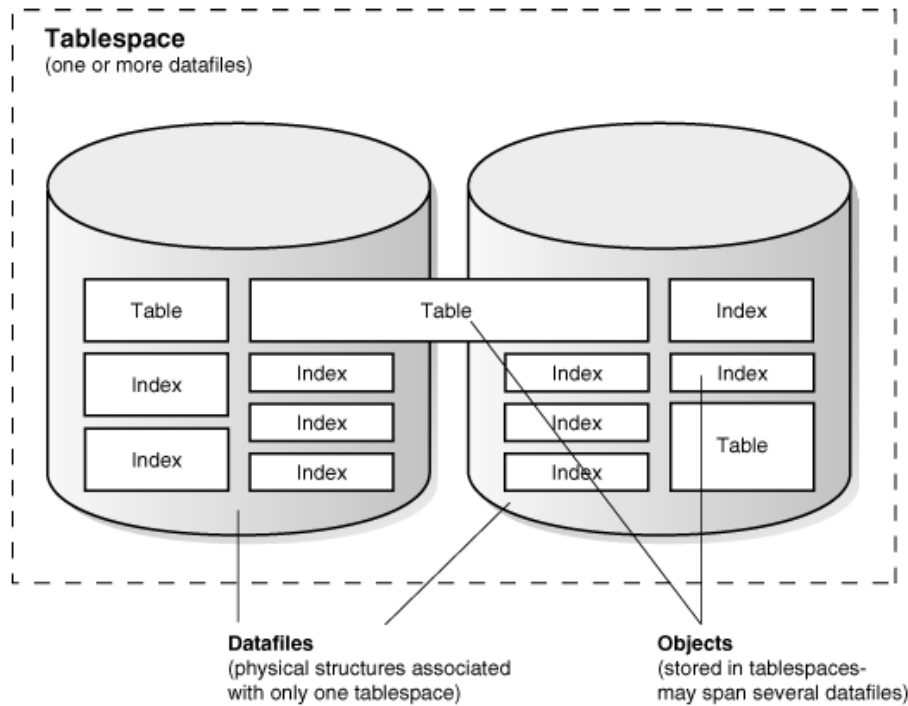 Tablespace
(one or more datafiles)
Table
Table
Index
Index
Index
Index
Index
Index
Index
Table
Index
Index
Index
Datafiles
(physical structures associated
with only one tablespace)
Objects
(stored in tablespaces-
may span several datafiles)